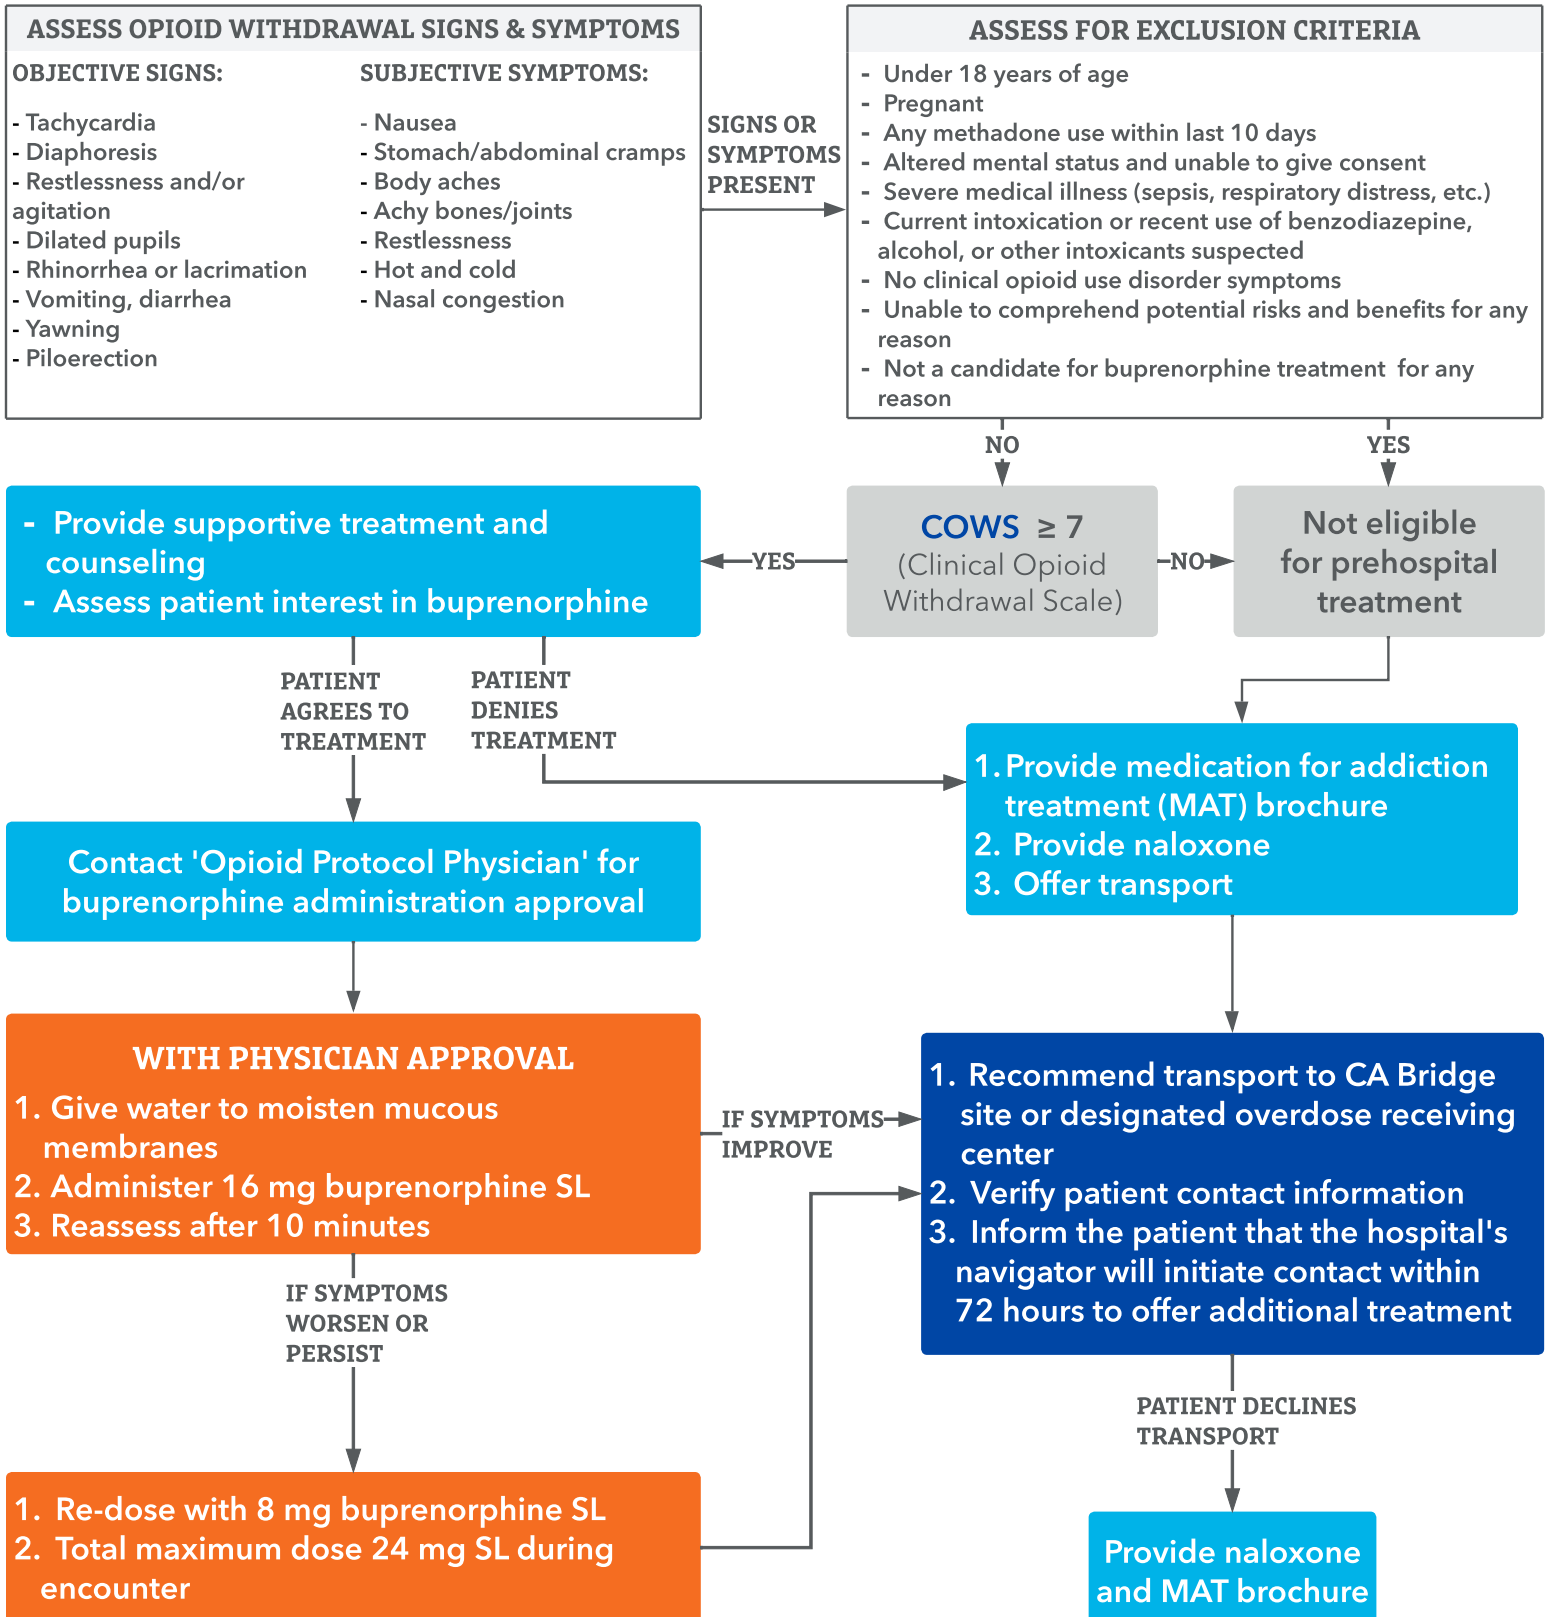 ASSESS OPIOID WITHDRAWAL SIGNS & SYMPTOMS
OBJECTIVE SIGNS:
- Tachycardia
- Diaphoresis
- Restlessness and/or
agitation
- Dilated pupils
- Rhinorrhea or lacrimation
- Vomiting, diarrhea
- Yawning
- Piloerection
SUBJECTIVE SYMPTOMS:
- Nausea
- Stomach/abdominal cramps
- Body aches
- Achy bones/joints
- Restlessness
- Hot and cold
- Nasal congestion
SIGNS OR
SYMPTOMS
PRESENT
ASSESS FOR EXCLUSION CRITERIA
- Under 18 years of age
- Pregnant
- Any methadone use within last 10 days
- Altered mental status and unable to give consent
- Severe medical illness (sepsis, respiratory distress, etc.)
- Current intoxication or recent use of benzodiazepine,
alcohol, or other intoxicants suspected
- No clinical opioid use disorder symptoms
- Unable to comprehend potential risks and benefits for any
reason
- Not a candidate for buprenorphine treatment for any
reason
NO
YES
COWS ≥ 7
(Clinical Opioid
Withdrawal Scale)
NO
Not eligible
for prehospital
treatment
YES
- Provide supportive treatment and
counseling
- Assess patient interest in buprenorphine
PATIENT
AGREES TO
TREATMENT
PATIENT
DENIES
TREATMENT
1. Provide medication for addiction
treatment (MAT) brochure
2. Provide naloxone
3. Offer transport
Contact 'Opioid Protocol Physician' for
buprenorphine administration approval
WITH PHYSICIAN APPROVAL
1. Give water to moisten mucous
membranes
2. Administer 16 mg buprenorphine SL
3. Reassess after 10 minutes
IF SYMPTOMS
IMPROVE
1. Recommend transport to CA Bridge
site or designated overdose receiving
center
2. Verify patient contact information
3. Inform the patient that the hospital's
navigator will initiate contact within
72 hours to offer additional treatment
IF SYMPTOMS
WORSEN OR
PERSIST
PATIENT DECLINES
TRANSPORT
1. Re-dose with 8 mg buprenorphine SL
2. Total maximum dose 24 mg SL during
encounter
Provide naloxone
and MAT brochure